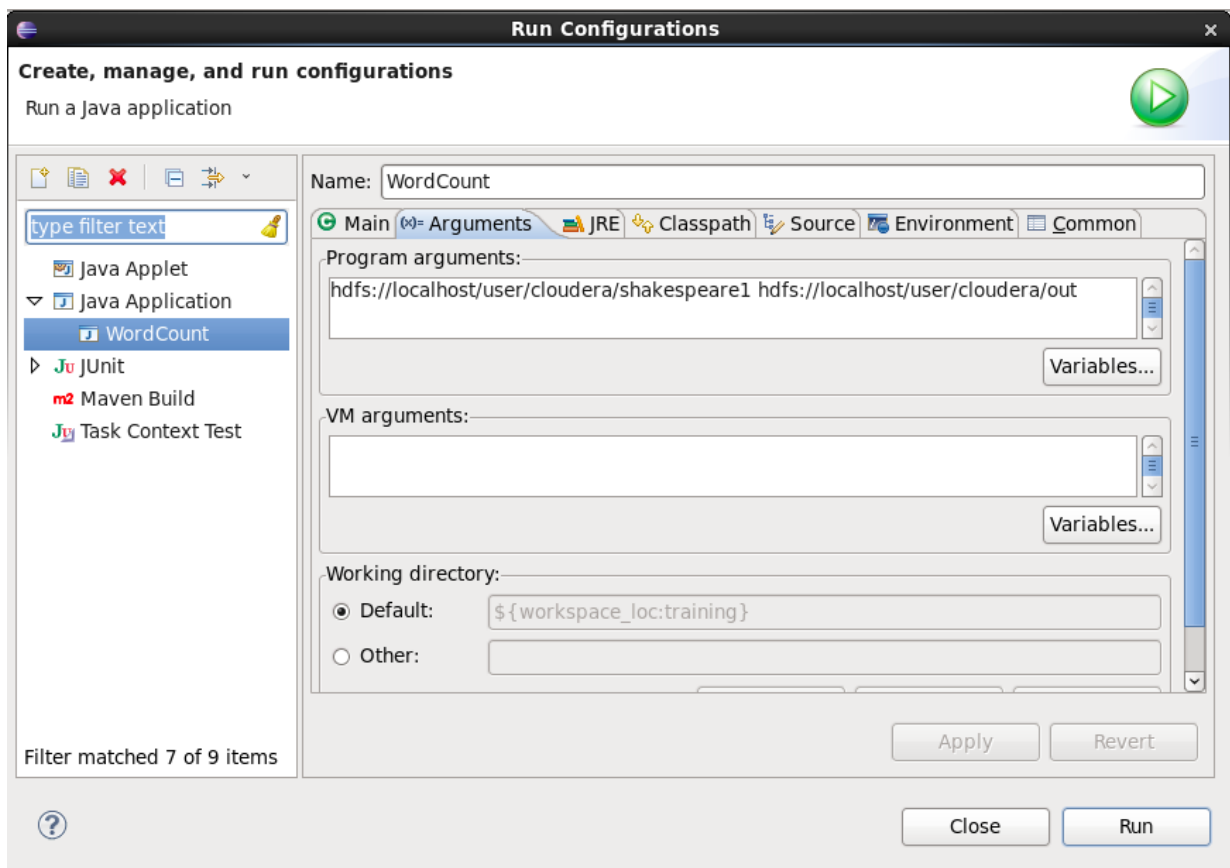 Run Configurations
Create, manage, and run configurations
Run a Java application
type filter text
Java Applet
Java Application
WordCount
JUnit
Maven Build
Task Context Test
Filter matched 7 of 9 items
Name: WordCount
Main (x)= Arguments JRE Classpath Source Environment Common
Program arguments:
hdfs://localhost/user/cloudera/shakespeare1 hdfs://localhost/user/cloudera/out
Variables...
VM arguments:
Variables...
Working directory:
Default: ${workspace_loc:training}
Other:
Apply Revert
Close Run